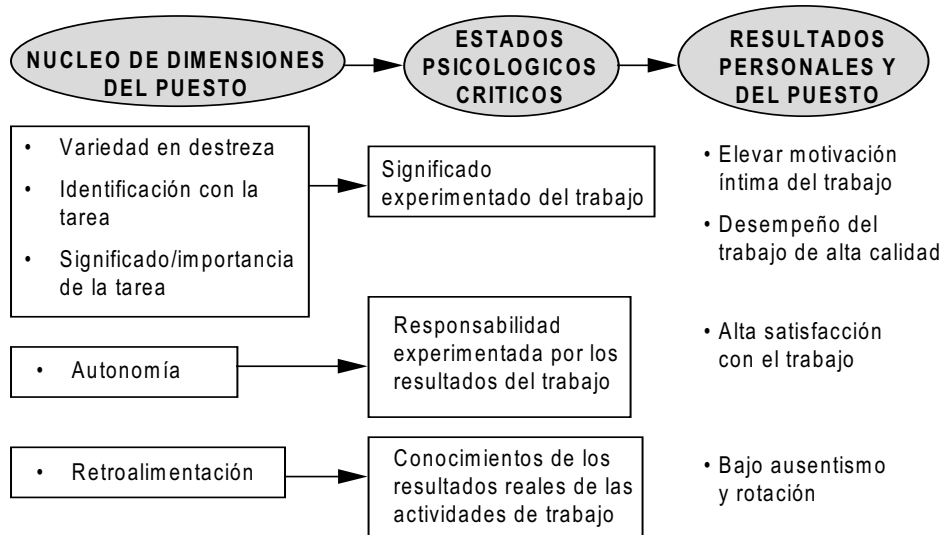 NUCLEO DE DIMENSIONES
DEL PUESTO
ESTADOS
PSICOLOGICOS
CRITICOS
RESULTADOS
PERSONALES Y
DEL PUESTO
• Variedad en destreza
• Identificación con la
tarea
• Significado/importancia
de la tarea
Significado
experimentado del trabajo
• Elevar motivación
íntima del trabajo
• Desempeño del
trabajo de alta calidad
• Autonomía
Responsabilidad
experimentada por los
resultados del trabajo
• Alta satisfacción
con el trabajo
• Retroalimentación
Conocimientos de los
resultados reales de las
actividades de trabajo
• Bajo ausentismo
y rotación